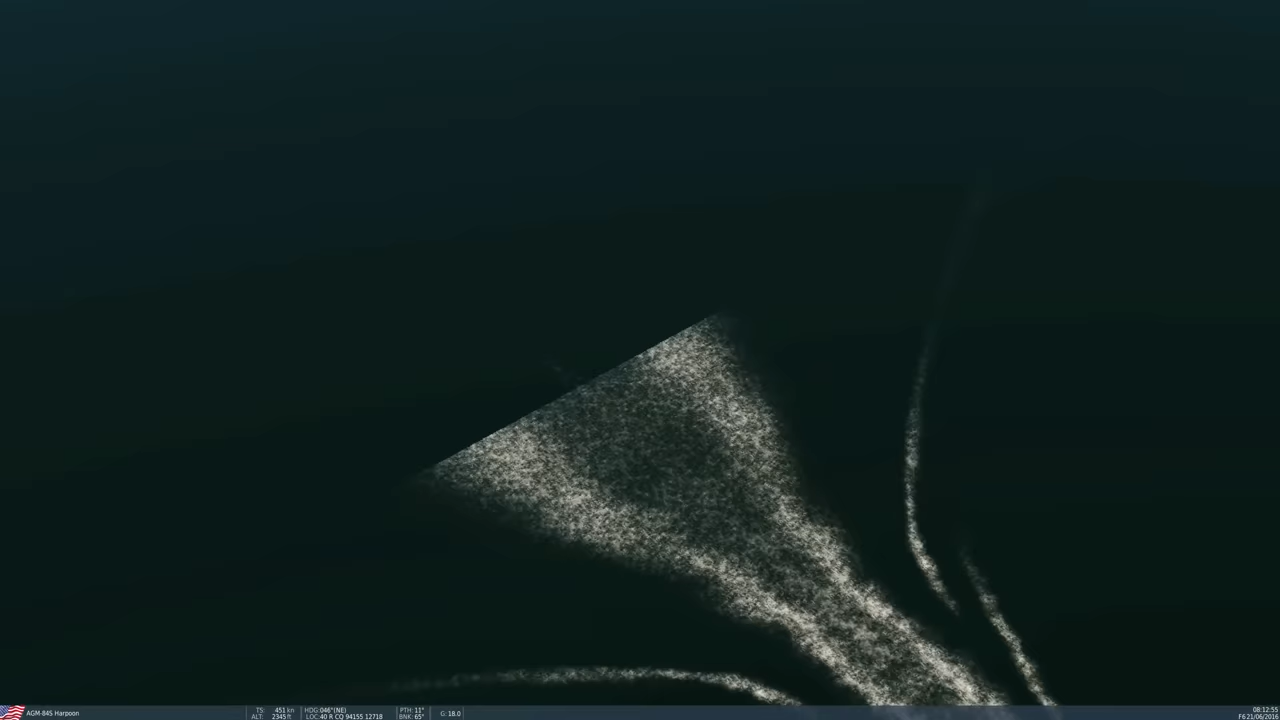 AGM-84S Harpoon
TS: 451 kn
ALT: 2345 ft
HDG: 046°(NE)
LOC: 40 R CQ 94155 12718
PTH: 11°
BNK: 65°
G: 18.0
08:12:55
F6 21/06/2016